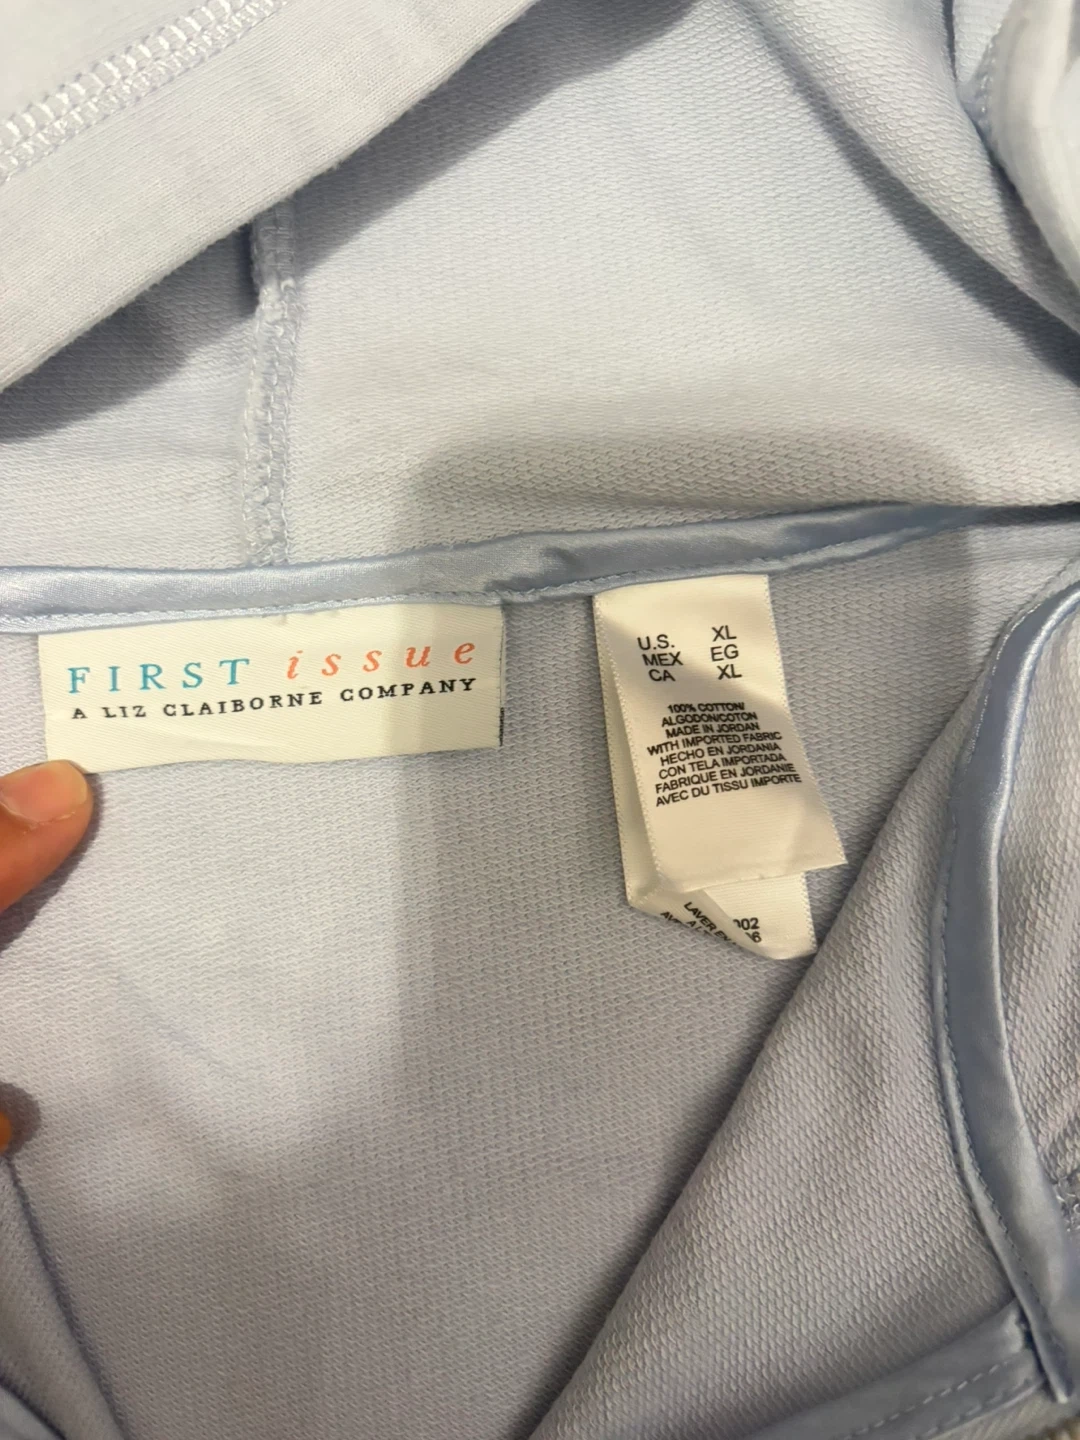 FIRST issue
A LIZ CLAIBORNE COMPANY
U.S. XL
MEX EG
CA XL
100% COTTON/
ALGODON/COTON
MADE IN JORDAN
WITH IMPORTED FABRIC
HECHO EN JORDANIA
CON TELA IMPORTADA
FABRIQUE EN JORDANIE
AVEC DU TISSU IMPORTE
LAVER